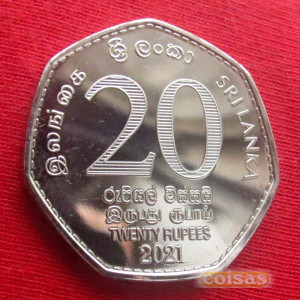 ශ්‍රී ලංකා
இலங்கை
SRI LANKA
20
රුපියල් විස්සයි
இருபது ரூபாய்
TWENTY RUPEES
2021
coisas